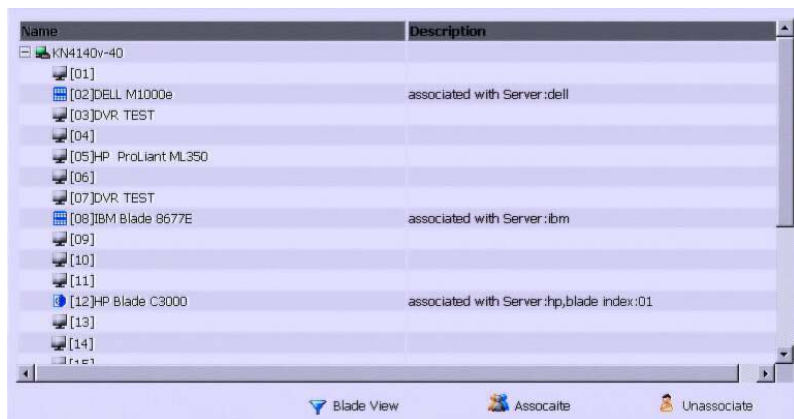 Name Description
KN4140v-40
[01]
[02]DELL M1000e associated with Server:dell
[03]DVR TEST
[04]
[05]HP ProLiant ML350
[06]
[07]DVR TEST
[08]IBM Blade 8677E associated with Server:ibm
[09]
[10]
[11]
[12]HP Blade C3000 associated with Server:hp,blade index:01
[13]
[14]
Blade View Assocaite Unassociate